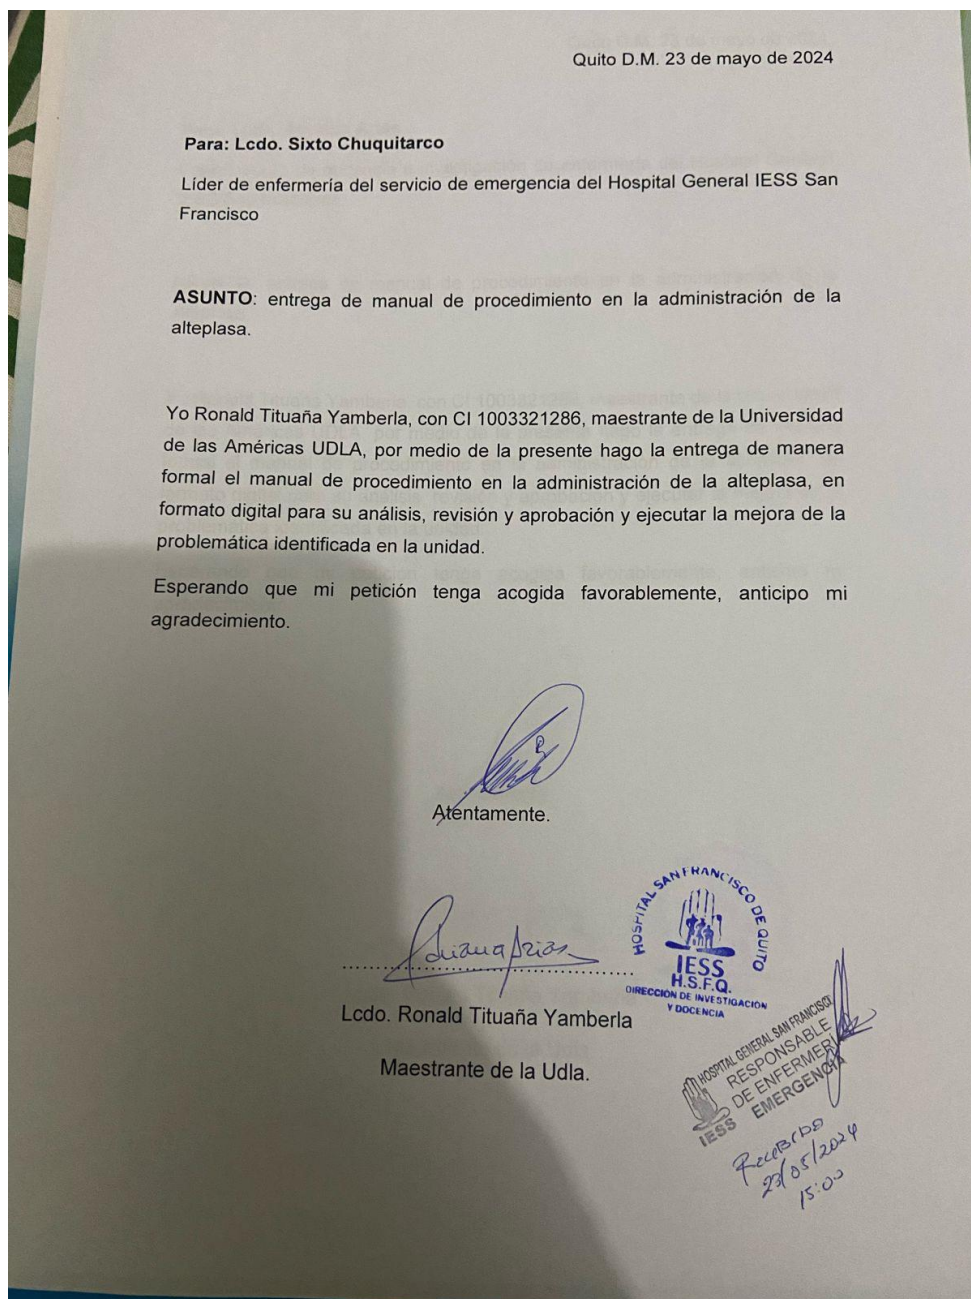 Quito D.M. 23 de mayo de 2024
Para: Lcdo. Sixto Chuquitarco
Líder de enfermería del servicio de emergencia del Hospital General IESS San
Francisco
ASUNTO: entrega de manual de procedimiento en la administración de la
alteplasa.
Yo Ronald Tituaña Yamberla, con CI 1003321286, maestrante de la Universidad
de las Américas UDLA, por medio de la presente hago la entrega de manera
formal el manual de procedimiento en la administración de la alteplasa, en
formato digital para su análisis, revisión y aprobación y ejecutar la mejora de la
problemática identificada en la unidad.
Esperando que mi petición tenga acogida favorablemente, anticipo mi
agradecimiento.
Atentamente.
HOSPITAL SAN FRANCISCO DE QUITO
IESS
H.S.F.Q.
DIRECCIÓN DE INVESTIGACIÓN
Y DOCENCIA
Lcdo. Ronald Tituaña Yamberla
Maestrante de la Udla.
HOSPITAL GENERAL SAN FRANCISCO
RESPONSABLE
DE ENFERMERI
EMERGENCIA
IESS
Recibido
23/05/2024
15:00